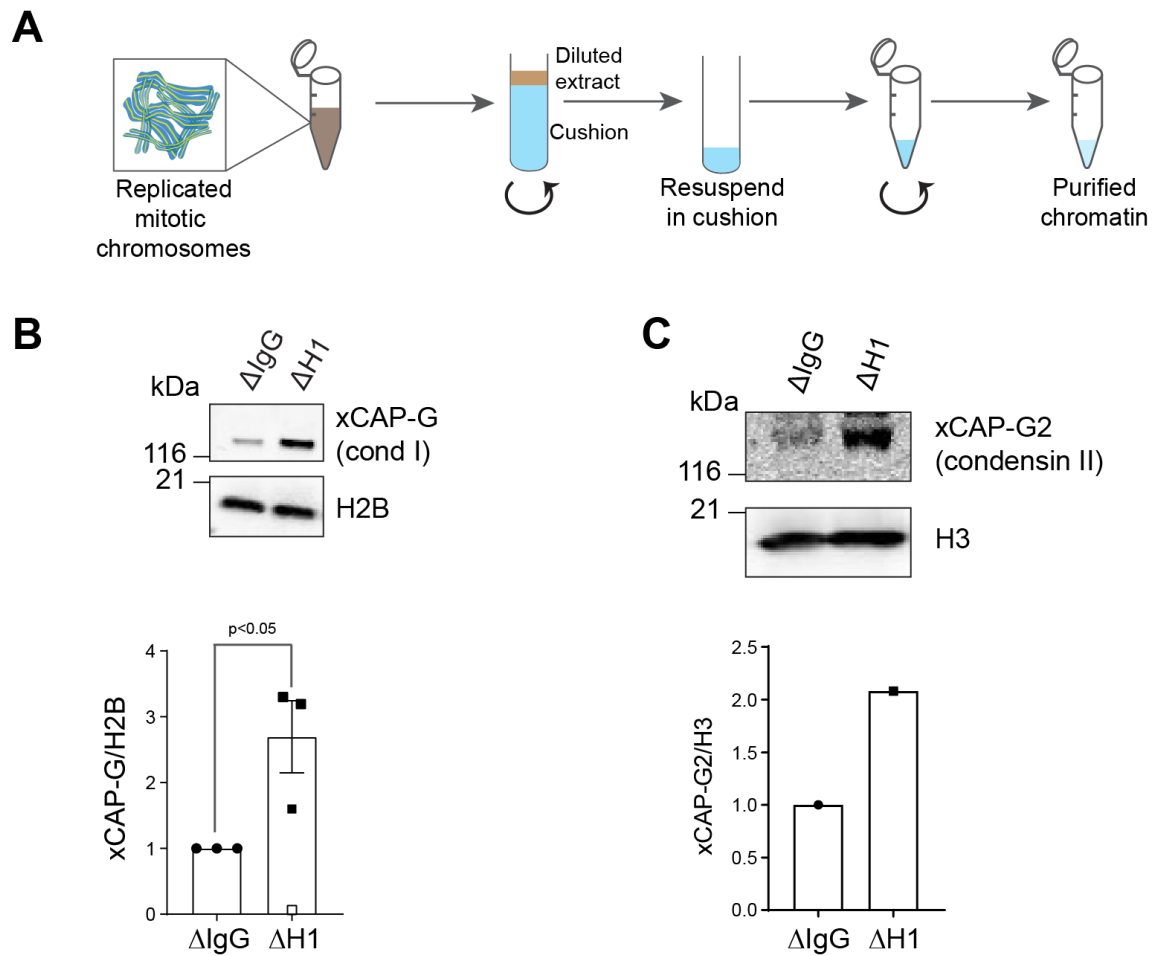 A
Diluted
extract
Cushion
Replicated
mitotic
chromosomes
Resuspend
in cushion
Purified
chromatin
B
kDa
ΔIgG
ΔH1
116
xCAP-G
(cond I)
21
H2B
p<0.05
xCAP-G/H2B
4
3
2
1
0
ΔIgG
ΔH1
C
kDa
ΔIgG
ΔH1
116
xCAP-G2
(condensin II)
21
H3
xCAP-G2/H3
2.5
2.0
1.5
1.0
0.5
0.0
ΔIgG
ΔH1